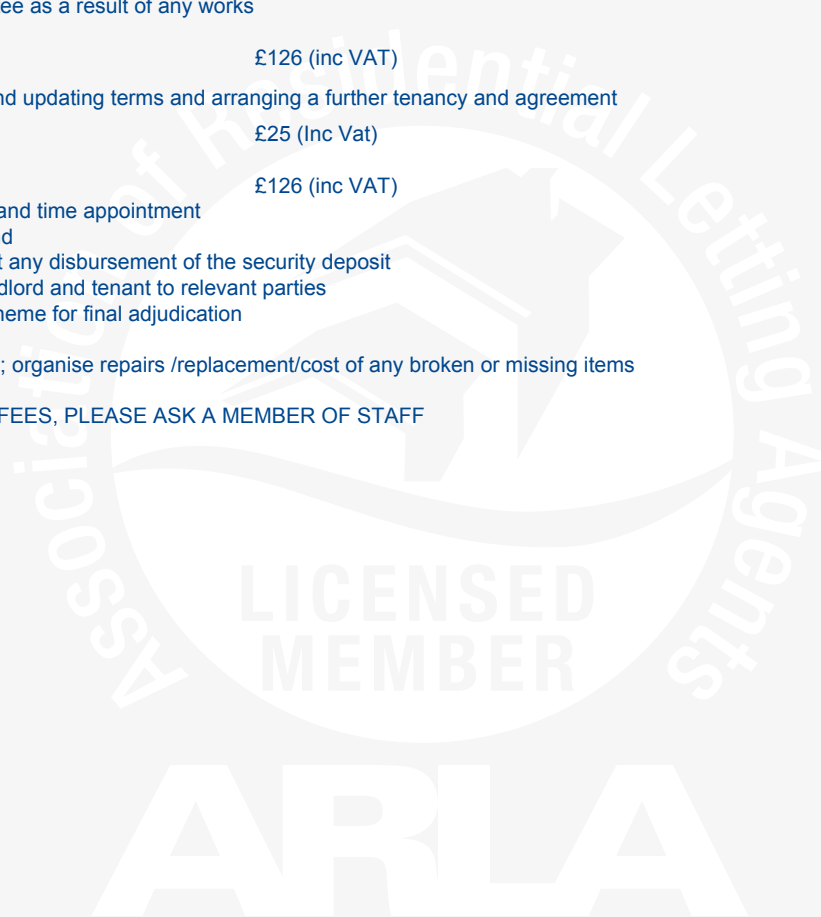 ee as a result of any works
£126 (inc VAT)
nd updating terms and arranging a further tenancy and agreement
£25 (Inc Vat)
£126 (inc VAT)
and time appointment
d
t any disbursement of the security deposit
dlord and tenant to relevant parties
heme for final adjudication
; organise repairs /replacement/cost of any broken or missing items
FEES, PLEASE ASK A MEMBER OF STAFF
Association of Residential Letting Agents
LICENSED
MEMBER
ARLA